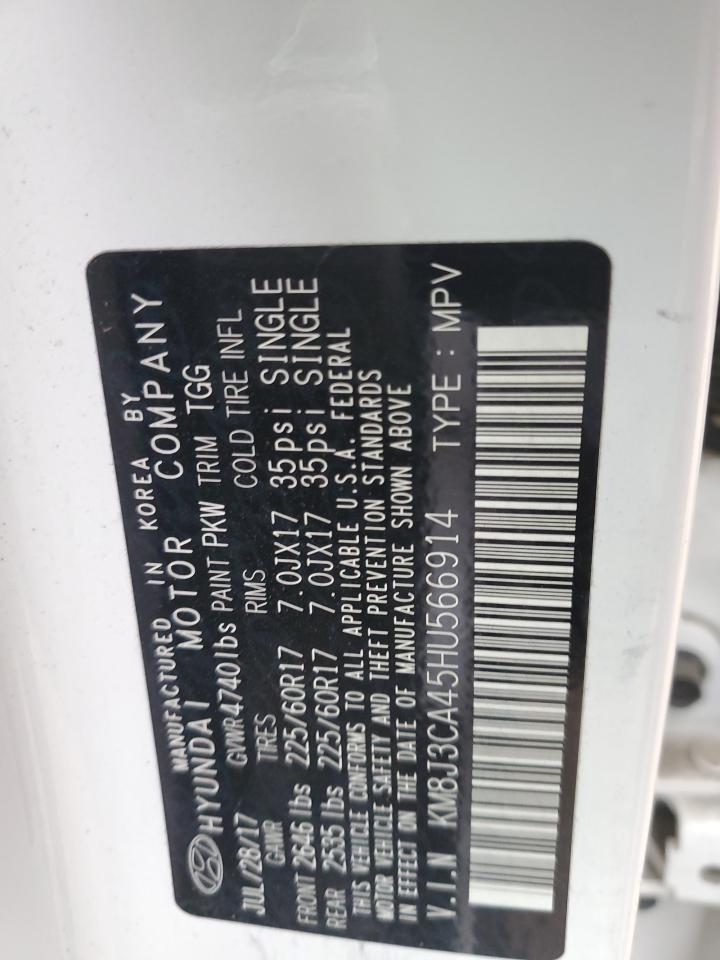 MANUFACTURED IN KOREA BY
HYUNDAI MOTOR COMPANY
JUL/28/17 GVWR 4740lbs PAINT PKW TRIM TGG
GAWR TIRES RIMS COLD TIRE INFL
FRONT 2646 lbs 225/60R17 7.0JX17 35psi SINGLE
REAR 2535 lbs 225/60R17 7.0JX17 35psi SINGLE
THIS VEHICLE CONFORMS TO ALL APPLICABLE U.S.A. FEDERAL
MOTOR VEHICLE SAFETY AND THEFT PREVENTION STANDARDS
IN EFFECT ON THE DATE OF MANUFACTURE SHOWN ABOVE
V.I.N KM8J3CA45HU566914 TYPE : MPV